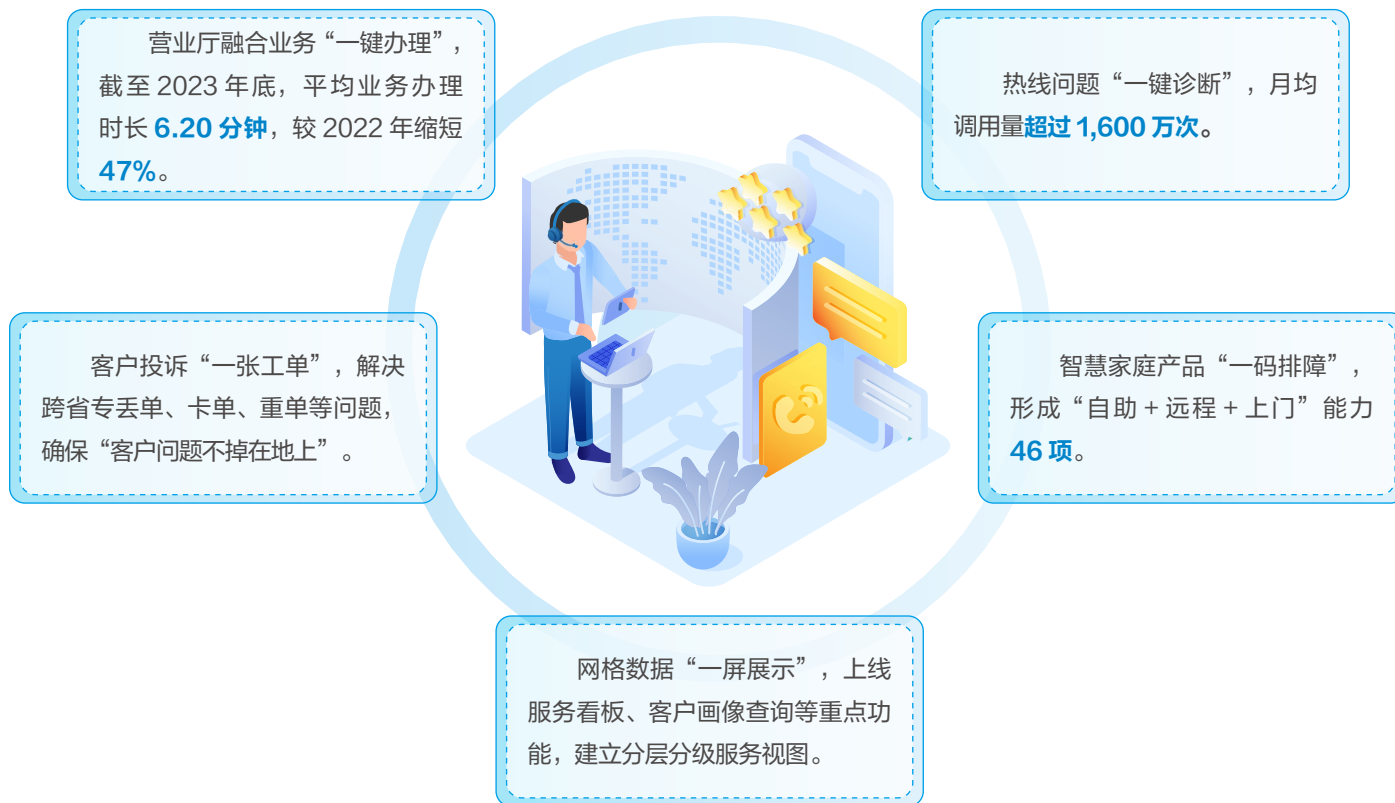 营业厅融合业务“一键办理”，
截至 2023 年底，平均业务办理
时长 6.20 分钟，较 2022 年缩短
47%。
热线问题“一键诊断”，月均
调用量超过 1,600 万次。
客户投诉“一张工单”，解决
跨省专丢单、卡单、重单等问题，
确保“客户问题不掉在地上”。
智慧家庭产品“一码排障”，
形成“自助 + 远程 + 上门”能力
46 项。
网格数据“一屏展示”，上线
服务看板、客户画像查询等重点功
能，建立分层分级服务视图。